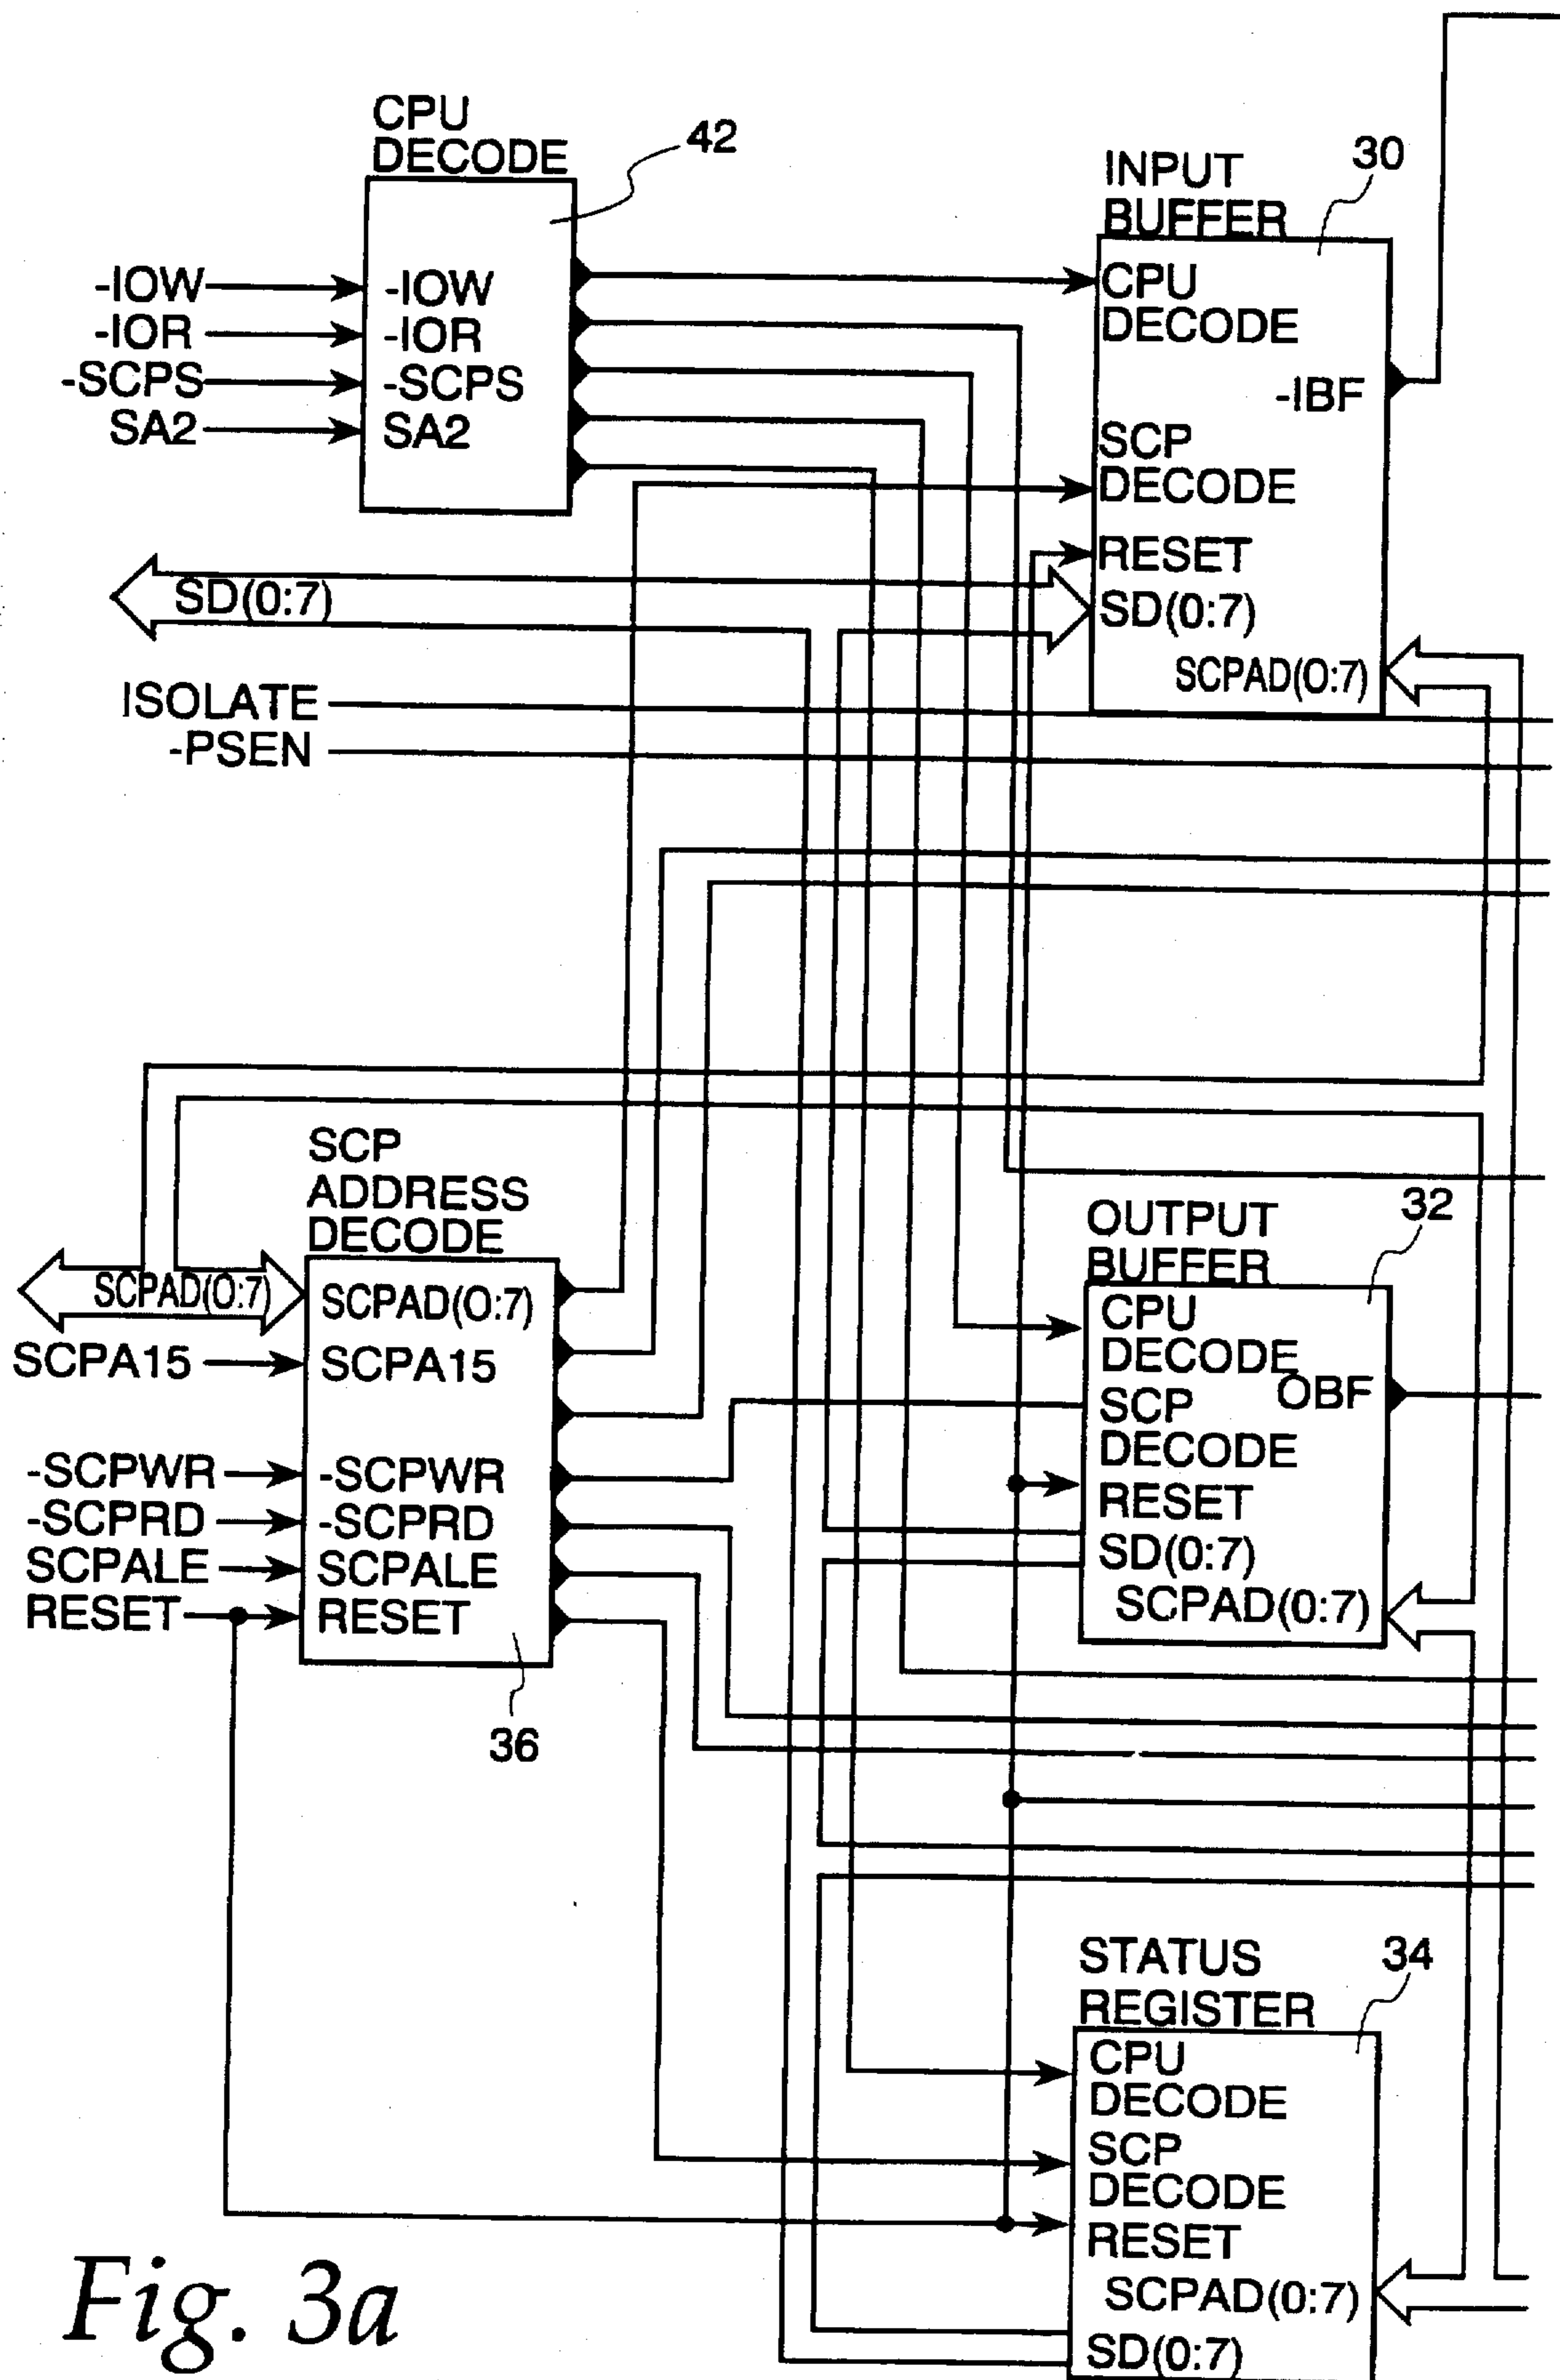 CPU
DECODE
42
-IOW
-IOR
-SCPS
SA2
-IOW
-IOR
-SCPS
SA2
INPUT
BUFFER
30
CPU
DECODE
-IBF
SCP
DECODE
RESET
SD(0:7)
SCPAD(0:7)
SD(0:7)
ISOLATE
-PSEN
SCP
ADDRESS
DECODE
SCPAD(0:7)
SCPA15
-SCPWR
-SCPRD
SCPALE
RESET
SCPAD(0:7)
SCPA15
-SCPWR
-SCPRD
SCPALE
RESET
36
OUTPUT
BUFFER
32
CPU
DECODE
OBF
SCP
DECODE
RESET
SD(0:7)
SCPAD(0:7)
STATUS
REGISTER
34
CPU
DECODE
SCP
DECODE
RESET
SCPAD(0:7)
SD(0:7)
Fig. 3a